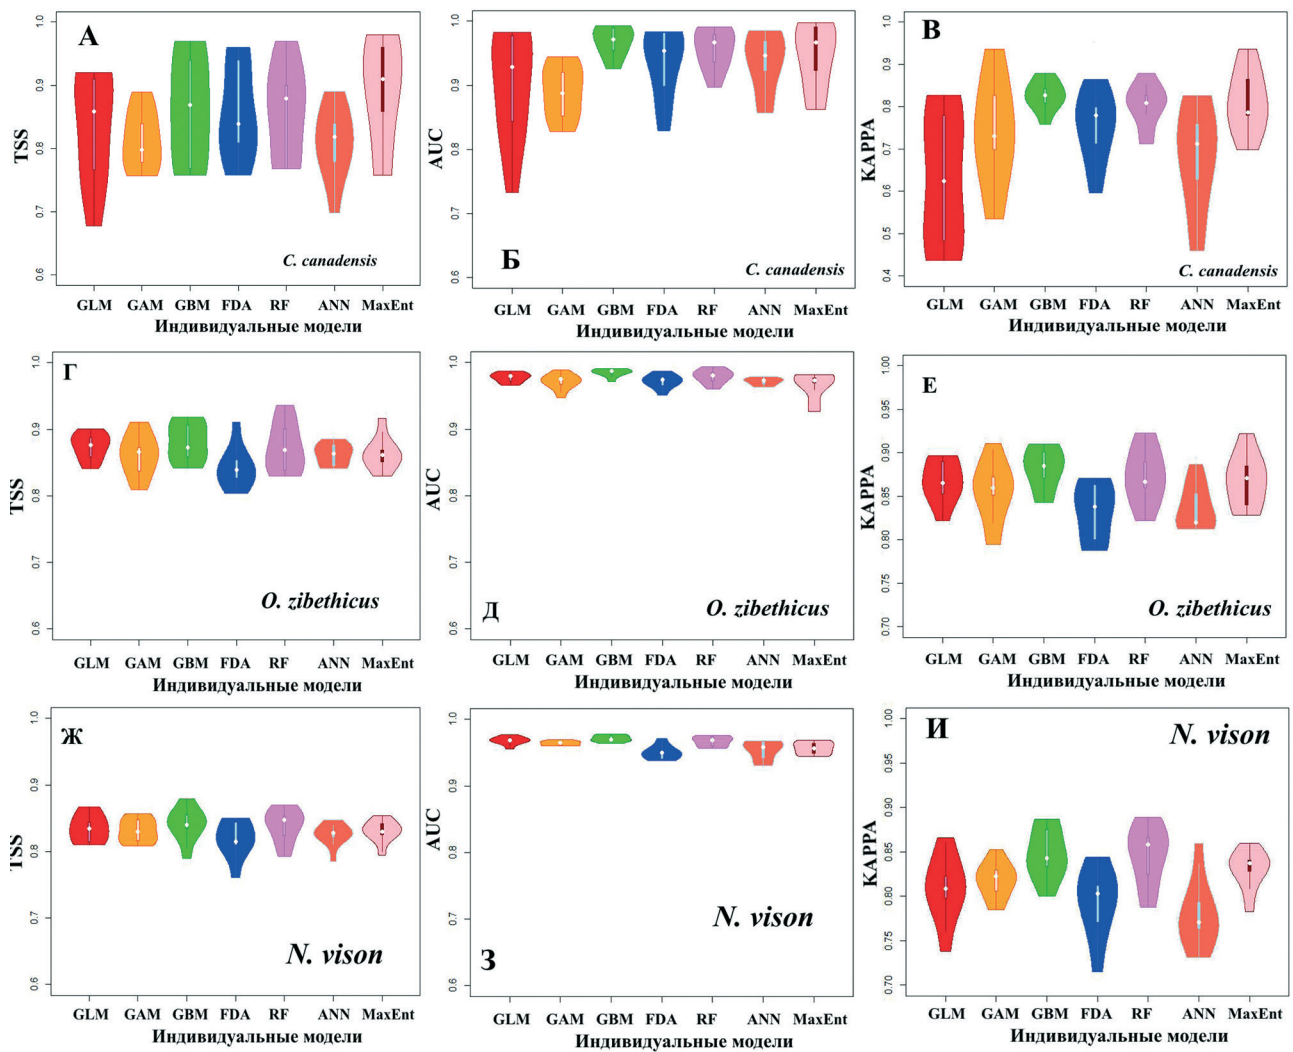 А
TSS
1.0
0.9
0.8
0.7
0.6
C. canadensis
GLM GAM GBM FDA RF ANN MaxEnt
Индивидуальные модели
Б
AUC
1.0
0.9
0.8
0.7
0.6
C. canadensis
GLM GAM GBM FDA RF ANN MaxEnt
Индивидуальные модели
В
KAPPA
1.0
0.9
0.8
0.7
0.6
0.5
0.4
C. canadensis
GLM GAM GBM FDA RF ANN MaxEnt
Индивидуальные модели
Г
TSS
1.0
0.9
0.8
0.7
0.6
O. zibethicus
GLM GAM GBM FDA RF ANN MaxEnt
Индивидуальные модели
Д
AUC
1.0
0.9
0.8
0.7
0.6
O. zibethicus
GLM GAM GBM FDA RF ANN MaxEnt
Индивидуальные модели
Е
KAPPA
1.00
0.95
0.90
0.85
0.80
0.75
0.70
O. zibethicus
GLM GAM GBM FDA RF ANN MaxEnt
Индивидуальные модели
Ж
TSS
1.0
0.9
0.8
0.7
0.6
N. vison
GLM GAM GBM FDA RF ANN MaxEnt
Индивидуальные модели
З
AUC
1.0
0.9
0.8
0.7
0.6
N. vison
GLM GAM GBM FDA RF ANN MaxEnt
Индивидуальные модели
И
KAPPA
1.00
0.95
0.90
0.85
0.80
0.75
0.70
N. vison
GLM GAM GBM FDA RF ANN MaxEnt
Индивидуальные модели